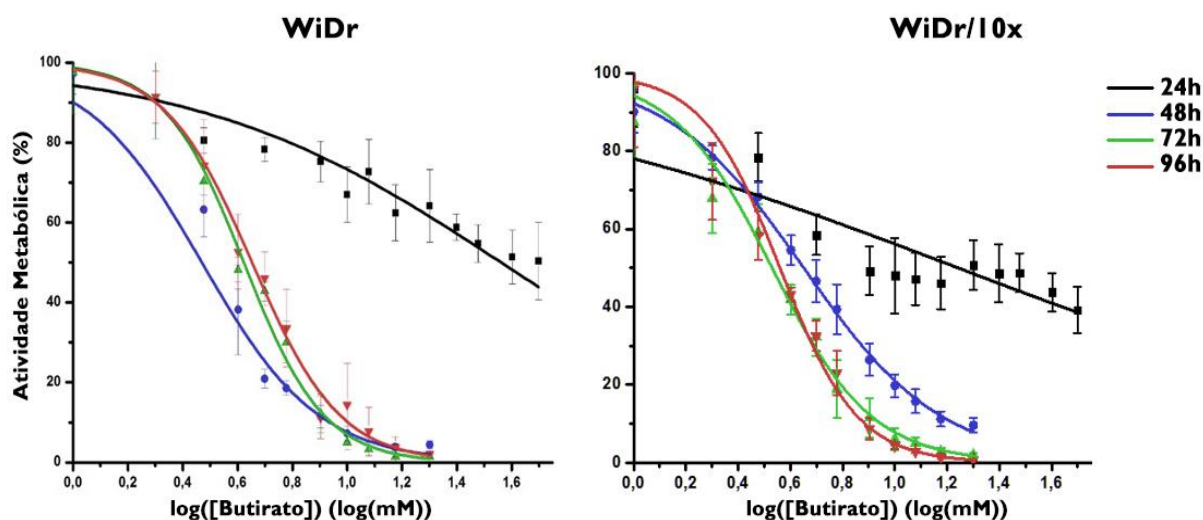 WiDr
WiDr/10x
Atividade Metabólica (%)
100
80
60
40
20
0
0,0 0,2 0,4 0,6 0,8 1,0 1,2 1,4 1,6
log([Butirato]) (log(mM))
100
80
60
40
20
0
0,0 0,2 0,4 0,6 0,8 1,0 1,2 1,4 1,6
log([Butirato]) (log(mM))
24h
48h
72h
96h